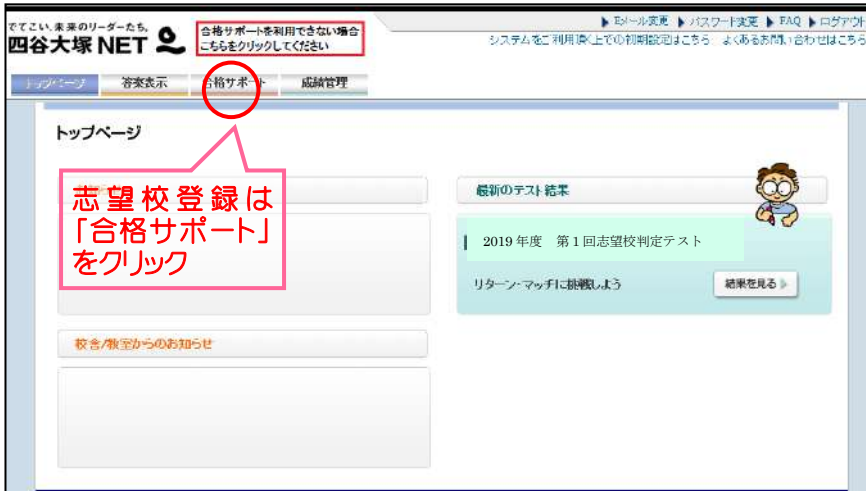 でてこい、未来のリーダーたち。
四谷大塚 NET
合格サポートを利用できない場合
こちらをクリックしてください
Eメール変更 パスワード変更 FAQ ログアウト
システムをご利用頂く上での初期設定はこちら よくあるお問い合わせはこちら
トップページ 答案表示 合格サポート 成績管理
トップページ
志望校登録は
「合格サポート」
をクリック
最新のテスト結果
2019 年度 第 1 回志望校判定テスト
リターン・マッチに挑戦しよう
結果を見る
校舎/教室からのお知らせ